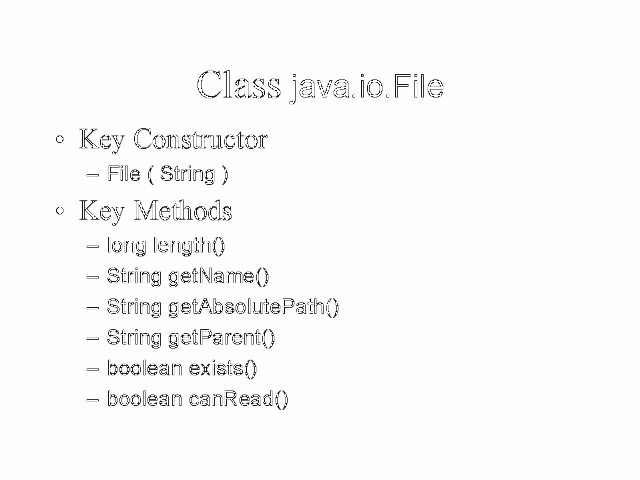 Class java.io.File
• Key Constructor
– File ( String )
• Key Methods
– long length()
– String getName()
– String getAbsolutePath()
– String getParent()
– boolean exists()
– boolean canRead()